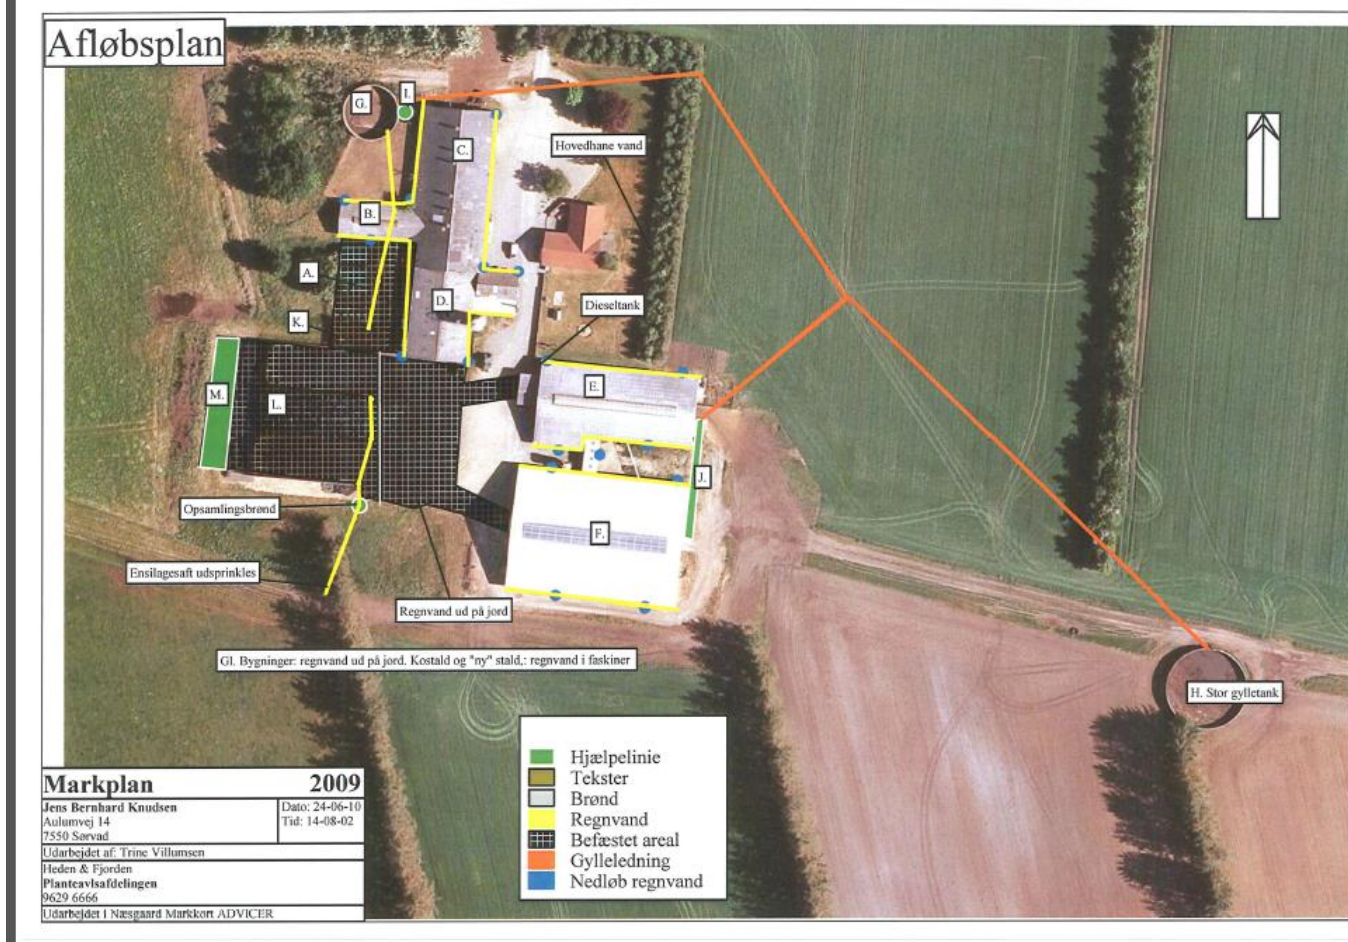 Afløbsplan
I.
G.
C.
Hovedhane vand
B.
A.
D.
Dieseltank
K.
E.
M.
L.
J.
Opsamlingsbrønd
F.
Ensilagesaft udsprinkles
Regnvand ud på jord
Gl. Bygninger: regnvand ud på jord. Kostald og "ny" stald,: regnvand i faskiner
H. Stor gylletank
Hjælpelinie
Tekster
Brønd
Regnvand
Befæstet areal
Gylleledning
Nedløb regnvand
Markplan 2009
Jens Bernhard Knudsen
Aulumvej 14
7550 Sørvad
Dato: 24-06-10
Tid: 14-08-02
Udarbejdet af: Trine Villumsen
Heden & Fjorden
Planteavlsafdelingen
9629 6666
Udarbejdet i Næsgaard Markkort ADVICER